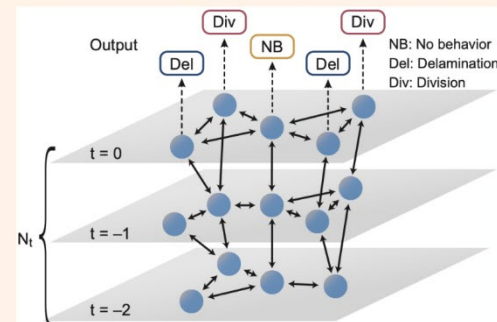 Output
Div
Div
Del
NB
Del
NB: No behavior
Del: Delamination
Div: Division
t = 0
t = –1
t = –2
Nt